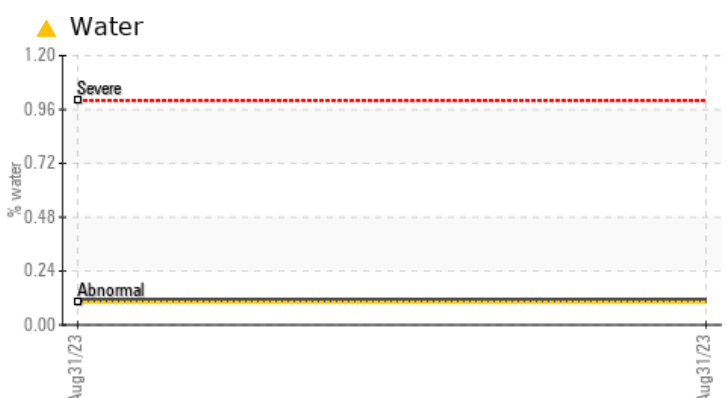 Water
1.20
Severe
0.96
0.72
% water
0.48
0.24
Abnormal
0.00
Aug31/23
Aug31/23